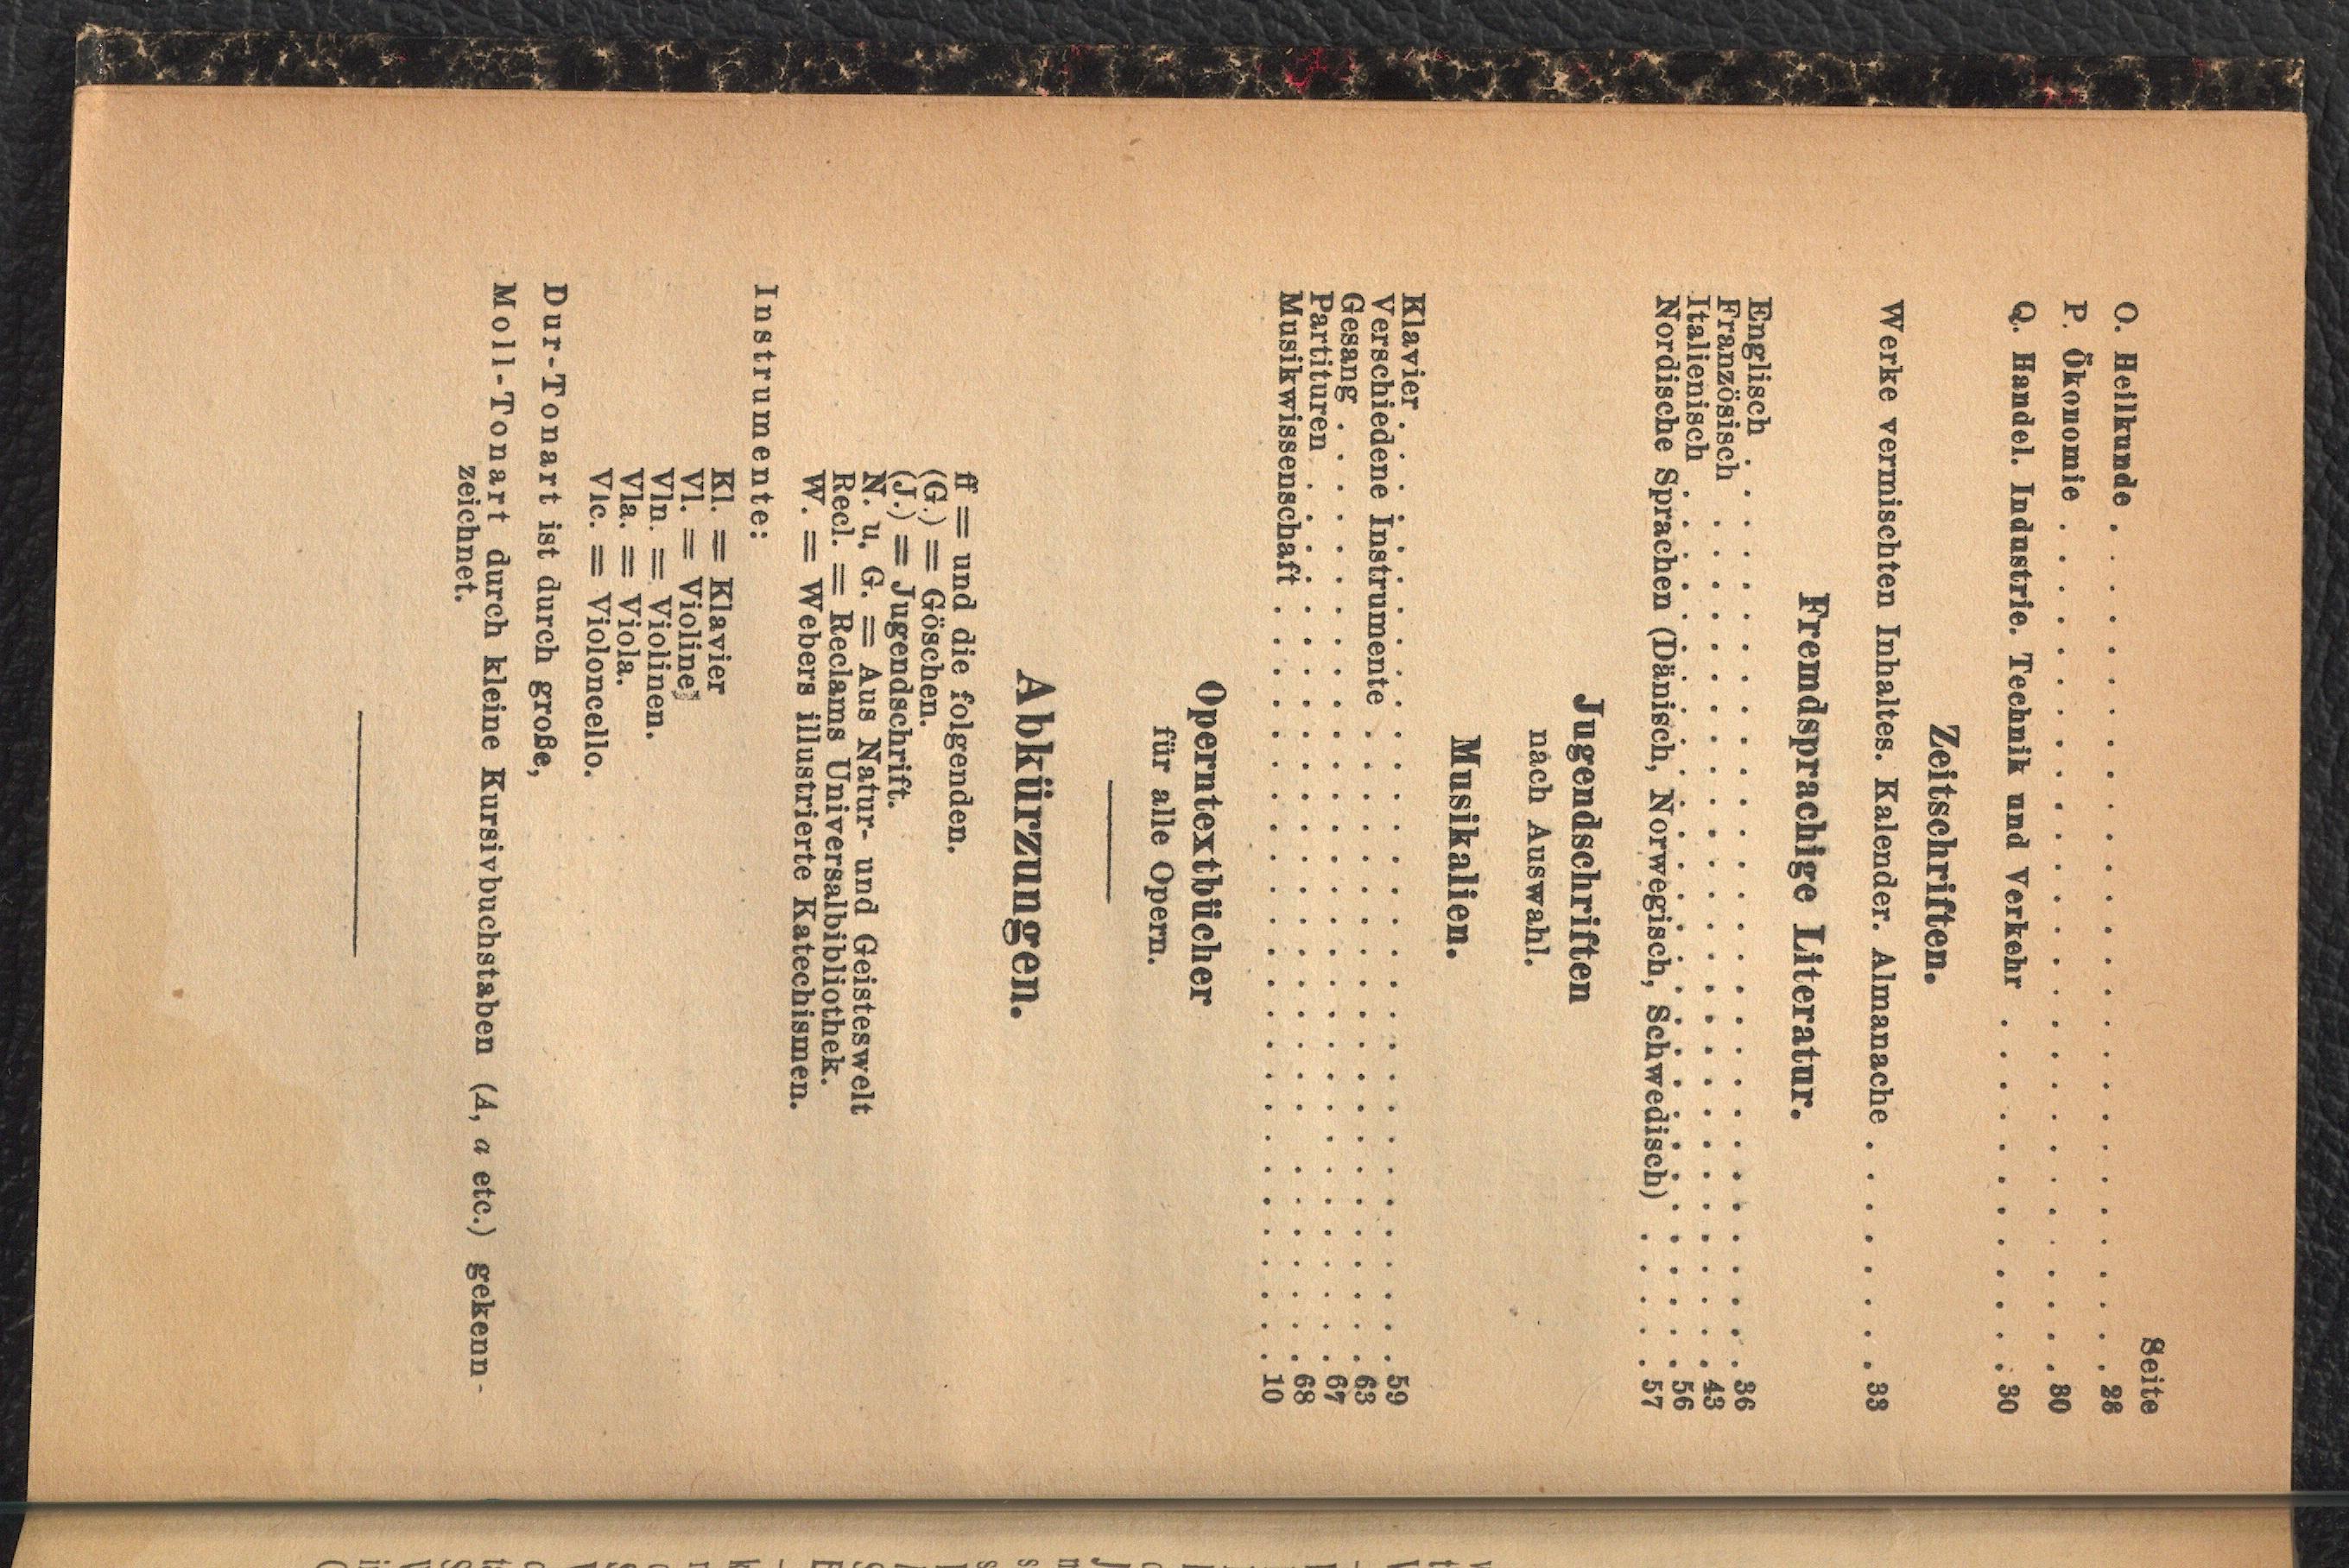 Seite
O. Heilkunde . . . . . . . . . . . . . . . . . . . . . . . . . . . . 28
P. Ökonomie . . . . . . . . . . . . . . . . . . . . . . . . . . . . 30
Q. Handel. Industrie. Technik und Verkehr . . . . . . . . . . . . 30
Zeitschriften.
Werke vermischten Inhaltes. Kalender. Almanache . . . . . . . . 33
Fremdsprachige Literatur.
Englisch . . . . . . . . . . . . . . . . . . . . . . . . . . . . . . 36
Französisch . . . . . . . . . . . . . . . . . . . . . . . . . . . . 43
Italienisch . . . . . . . . . . . . . . . . . . . . . . . . . . . . . 56
Nordische Sprachen (Dänisch, Norwegisch, Schwedisch) . . . . . 57
Jugendschriften
nach Auswahl.
Musikalien.
Klavier . . . . . . . . . . . . . . . . . . . . . . . . . . . . . . . 59
Verschiedene Instrumente . . . . . . . . . . . . . . . . . . . . . 63
Gesang . . . . . . . . . . . . . . . . . . . . . . . . . . . . . . . 67
Partituren . . . . . . . . . . . . . . . . . . . . . . . . . . . . . 68
Musikwissenschaft . . . . . . . . . . . . . . . . . . . . . . . . . 10
Operntextbücher
für alle Opern.
Abkürzungen.
ff = und die folgenden.
(G.) = Göschen.
(J.) = Jugendschrift.
N. u. G. = Aus Natur- und Geisteswelt
Recl. = Reclams Universalbibliothek.
W. = Webers illustrierte Katechismen.
Instrumente:
Kl. = Klavier
Vl. = Violine
Vln. = Violinen.
Vla. = Viola.
Vlc. = Violoncello.
Dur-Tonart ist durch große,
Moll-Tonart durch kleine Kursivbuchstaben (A, a etc.) gekenn-
zeichnet.